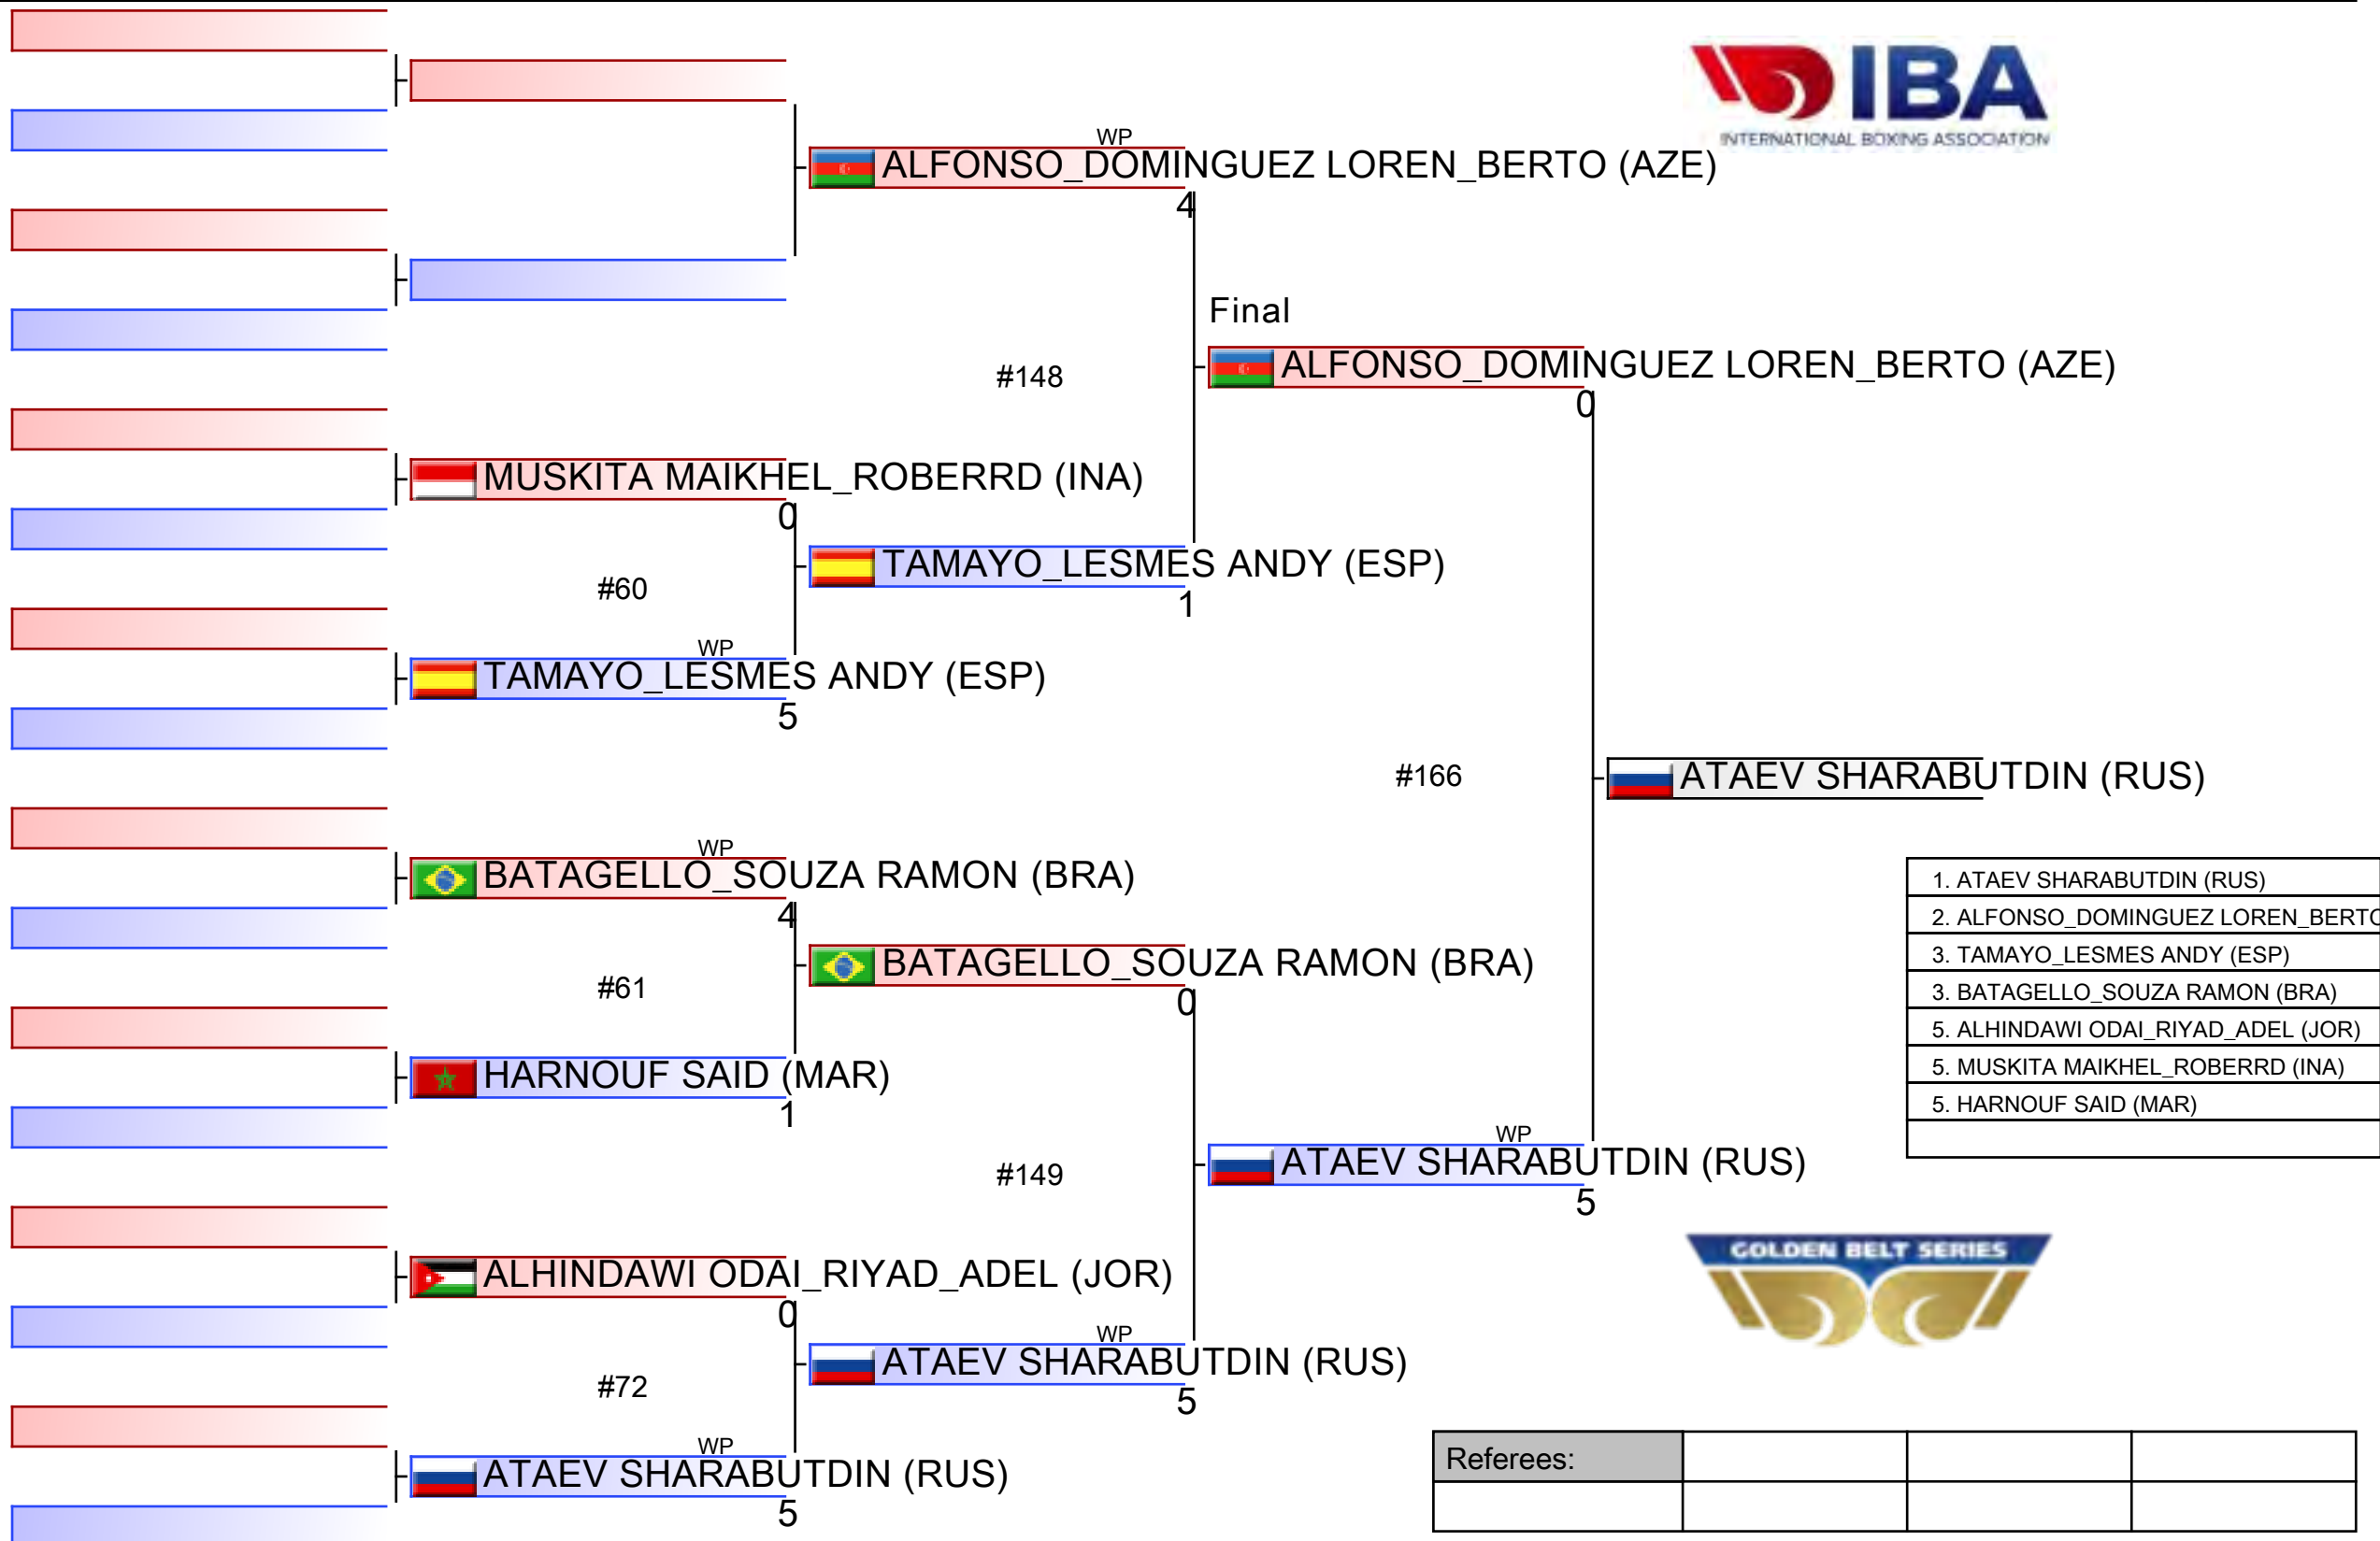 IBA
INTERNATIONAL BOXING ASSOCIATION
WP
ALFONSO_DOMINGUEZ LOREN_BERTO (AZE)
4
Final
#148
ALFONSO_DOMINGUEZ LOREN_BERTO (AZE)
0
MUSKITA MAIKHEL_ROBERRD (INA)
0
#60
TAMAYO_LESMES ANDY (ESP)
1
WP
TAMAYO_LESMES ANDY (ESP)
5
#166
ATAEV SHARABUTDIN (RUS)
WP
BATAGELLO_SOUZA RAMON (BRA)
4
#61
BATAGELLO_SOUZA RAMON (BRA)
0
HARNOUF SAID (MAR)
1
1. ATAEV SHARABUTDIN (RUS)
2. ALFONSO_DOMINGUEZ LOREN_BERTO
3. TAMAYO_LESMES ANDY (ESP)
3. BATAGELLO_SOUZA RAMON (BRA)
5. ALHINDAWI ODAI_RIYAD_ADEL (JOR)
5. MUSKITA MAIKHEL_ROBERRD (INA)
5. HARNOUF SAID (MAR)
#149
WP
ATAEV SHARABUTDIN (RUS)
5
ALHINDAWI ODAI_RIYAD_ADEL (JOR)
0
#72
WP
ATAEV SHARABUTDIN (RUS)
5
WP
ATAEV SHARABUTDIN (RUS)
5
GOLDEN BELT SERIES
Referees: